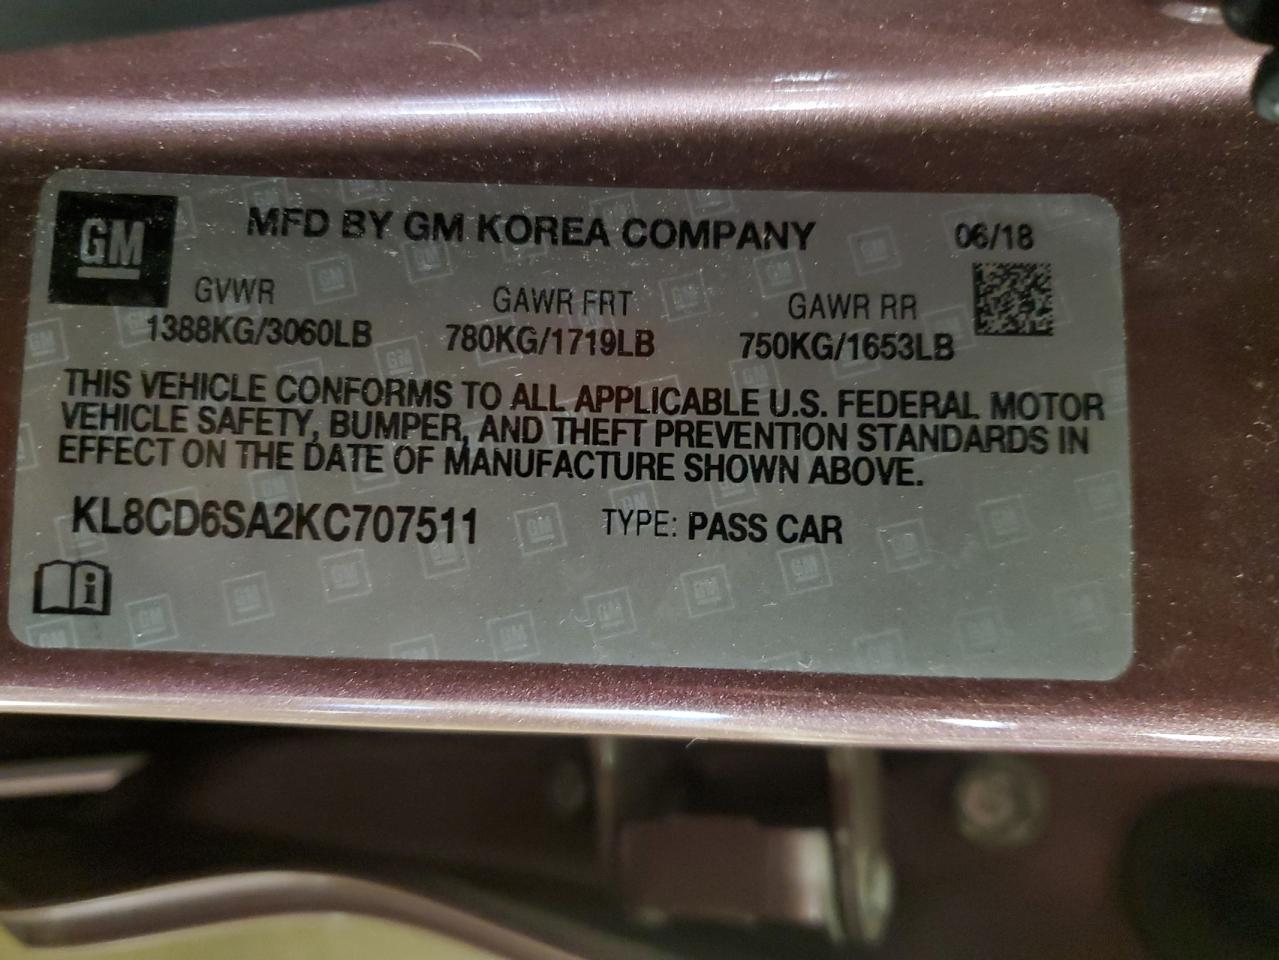 GM
MFD BY GM KOREA COMPANY 06/18
GVWR GAWR FRT GAWR RR
1388KG/3060LB 780KG/1719LB 750KG/1653LB
THIS VEHICLE CONFORMS TO ALL APPLICABLE U.S. FEDERAL MOTOR
VEHICLE SAFETY, BUMPER, AND THEFT PREVENTION STANDARDS IN
EFFECT ON THE DATE OF MANUFACTURE SHOWN ABOVE.
KL8CD6SA2KC707511 TYPE: PASS CAR